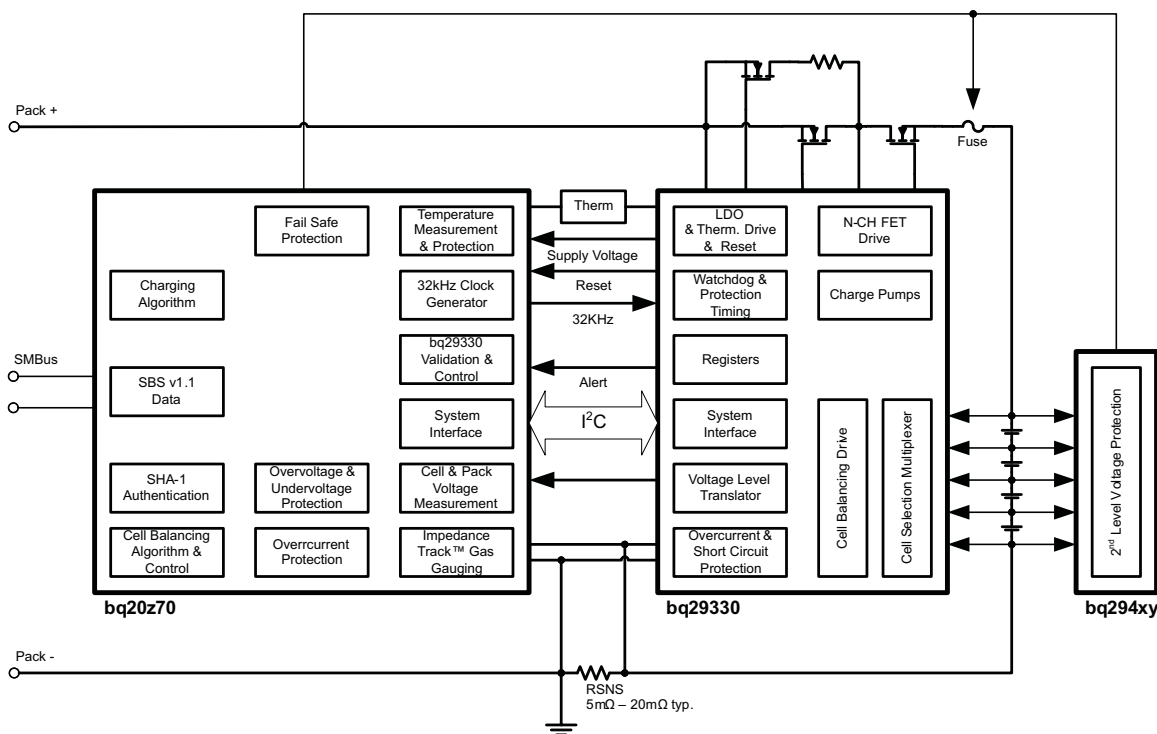 Pack +
Fuse
Fail Safe
Protection
Temperature
Measurement
& Protection
Therm
LDO
& Therm. Drive
& Reset
N-CH FET
Drive
Supply Voltage
Charging
Algorithm
32kHz Clock
Generator
Reset
32KHz
Watchdog &
Protection
Timing
Charge Pumps
bq29330
Validation &
Control
Alert
Registers
SMBus
SBS v1.1
Data
System
Interface
I²C
System
Interface
Cell Balancing Drive
Cell Selection Multiplexer
2nd Level Voltage Protection
SHA-1
Authentication
Overvoltage &
Undervoltage
Protection
Cell & Pack
Voltage
Measurement
Voltage Level
Translator
Cell Balancing
Algorithm &
Control
Overrcurrent
Protection
Impedance
Track™ Gas
Gauging
Overcurrent &
Short Circuit
Protection
bq20z70
bq29330
bq294xy
Pack -
RSNS
5mΩ – 20mΩ typ.